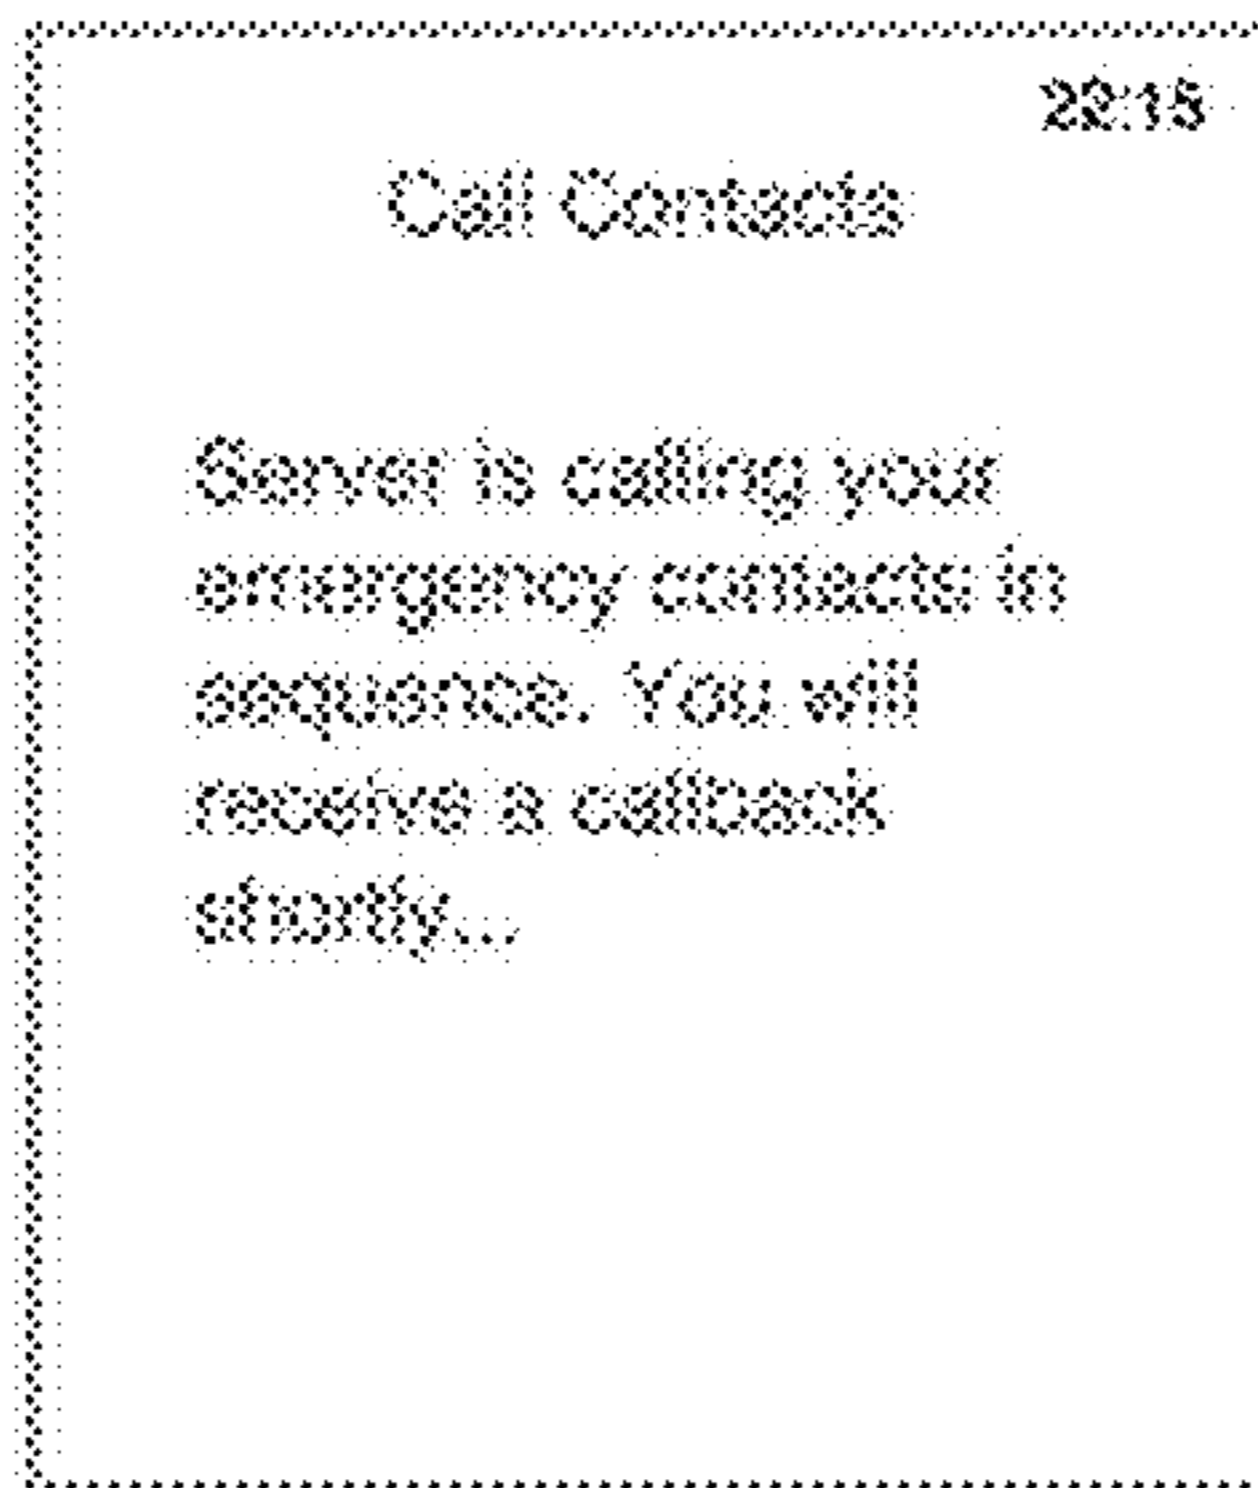 22:15
Call Contacts
Server is calling your
emergency contacts in
sequence. You will
receive a callback
shortly...